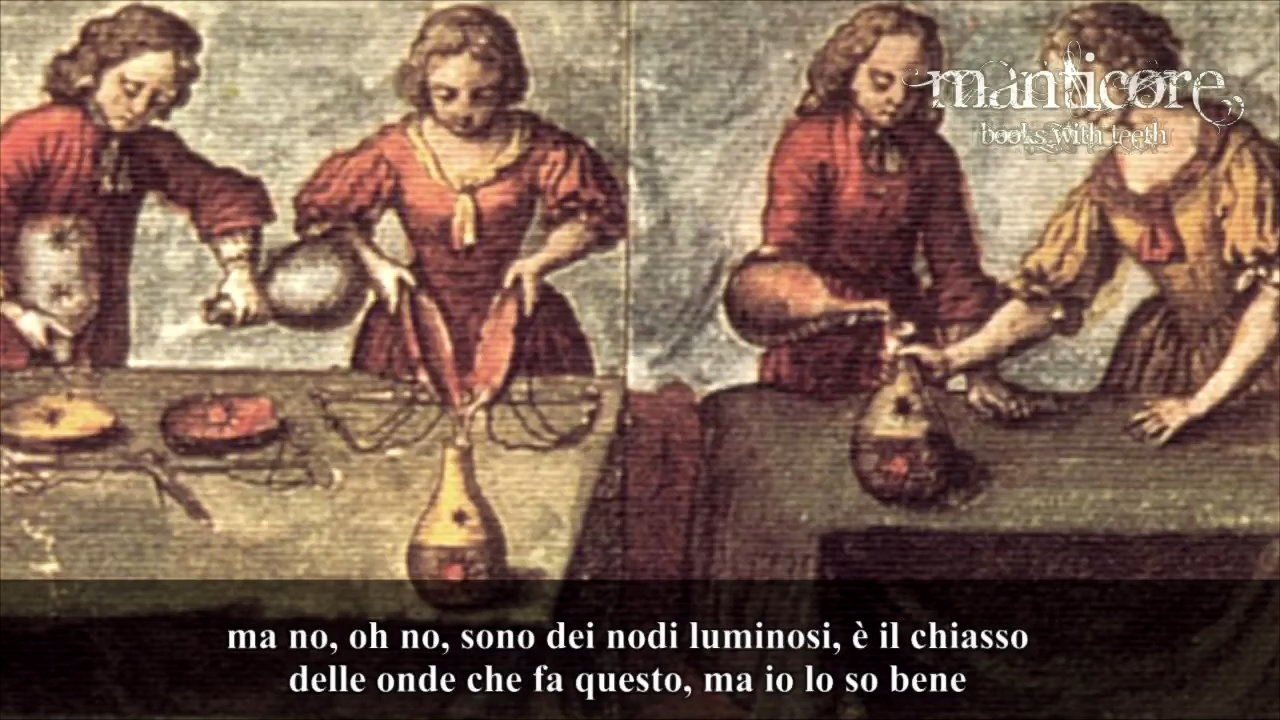 manticore
books with teeth
ma no, oh no, sono dei nodi luminosi, è il chiasso
delle onde che fa questo, ma io lo so bene